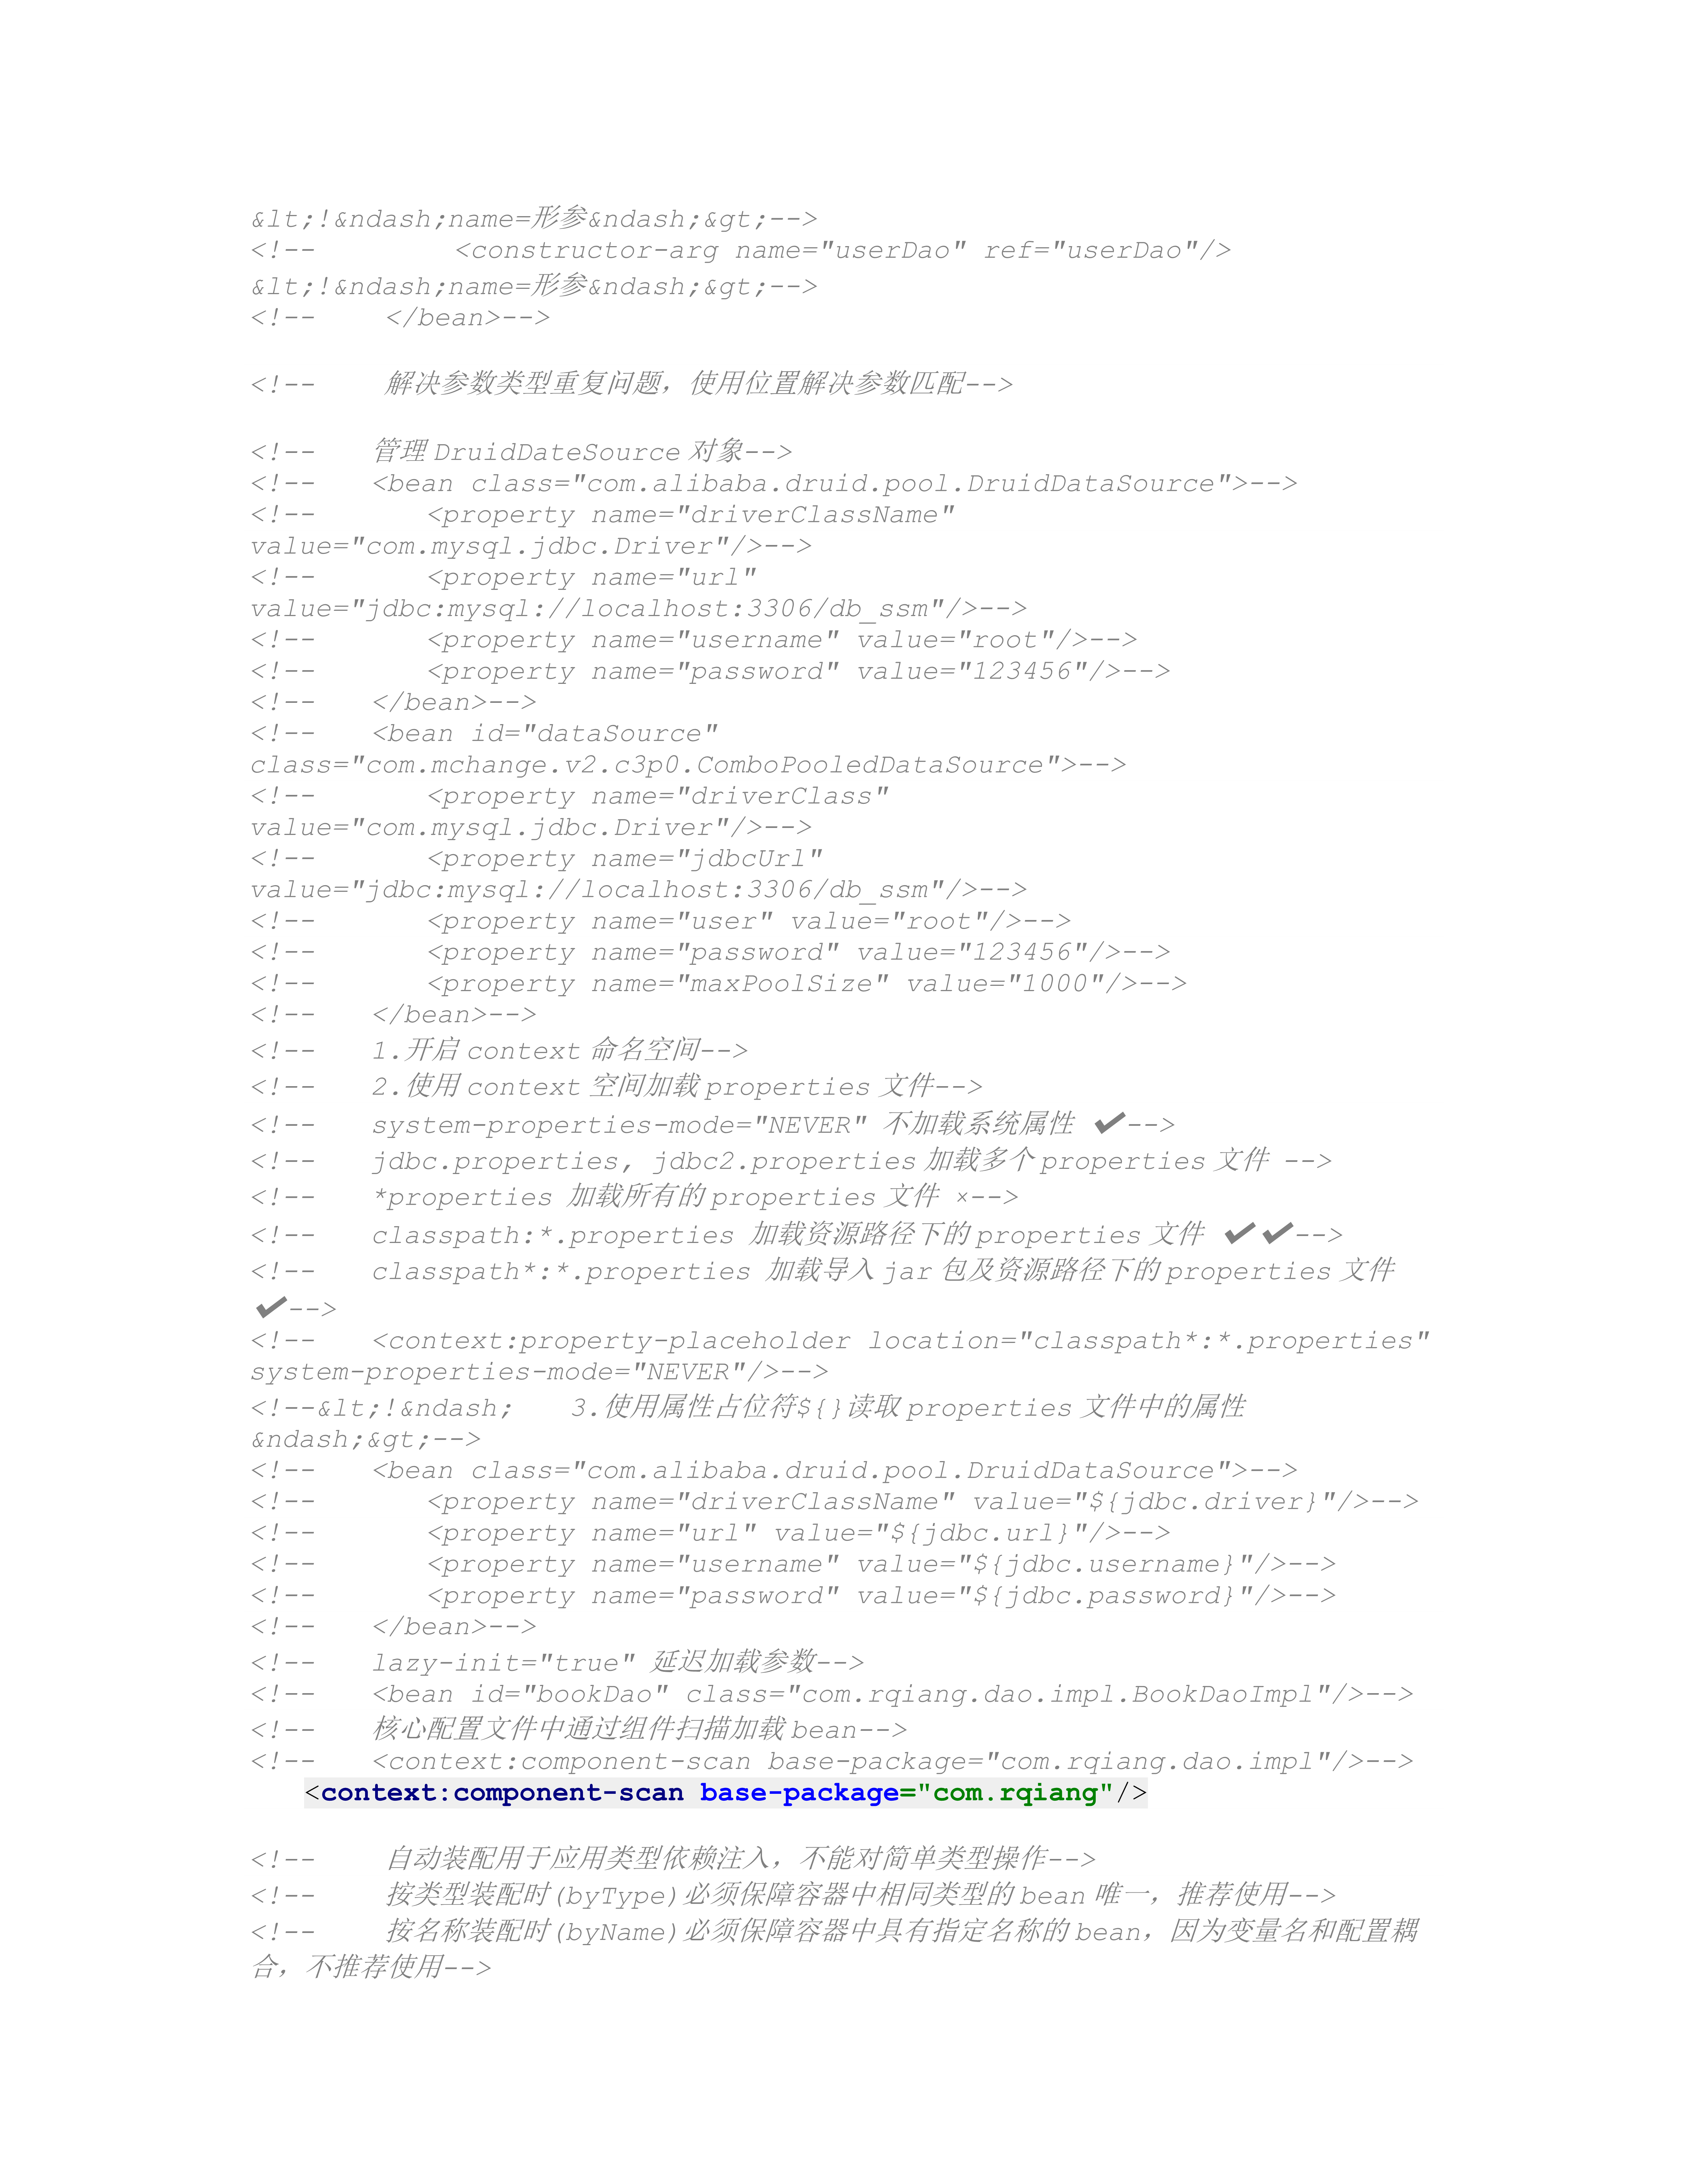 &lt;!&ndash;name=形参&ndash;&gt;-->
<!--        <constructor-arg name="userDao" ref="userDao"/>
&lt;!&ndash;name=形参&ndash;&gt;-->
<!--    </bean>-->
<!--    解决参数类型重复问题，使用位置解决参数匹配-->
<!--   管理 DruidDateSource 对象-->
<!--   <bean class="com.alibaba.druid.pool.DruidDataSource">-->
<!--      <property name="driverClassName"
value="com.mysql.jdbc.Driver"/>-->
<!--      <property name="url"
value="jdbc:mysql://localhost:3306/db_ssm"/>-->
<!--      <property name="username" value="root"/>-->
<!--      <property name="password" value="123456"/>-->
<!--   </bean>-->
<!--   <bean id="dataSource"
class="com.mchange.v2.c3p0.ComboPooledDataSource">-->
<!--      <property name="driverClass"
value="com.mysql.jdbc.Driver"/>-->
<!--      <property name="jdbcUrl"
value="jdbc:mysql://localhost:3306/db_ssm"/>-->
<!--      <property name="user" value="root"/>-->
<!--      <property name="password" value="123456"/>-->
<!--      <property name="maxPoolSize" value="1000"/>-->
<!--   </bean>-->
<!--   1.开启 context 命名空间-->
<!--   2.使用 context 空间加载 properties 文件-->
<!--   system-properties-mode="NEVER" 不加载系统属性 ✔-->
<!--   jdbc.properties, jdbc2.properties 加载多个 properties 文件 -->
<!--   *properties 加载所有的 properties 文件 ×-->
<!--   classpath:*.properties 加载资源路径下的 properties 文件 ✔✔-->
<!--   classpath*:*.properties 加载导入 jar 包及资源路径下的 properties 文件
✔-->
<!--   <context:property-placeholder location="classpath*:*.properties"
system-properties-mode="NEVER"/>-->
<!--&lt;!&ndash;   3.使用属性占位符${}读取 properties 文件中的属性
&ndash;&gt;-->
<!--   <bean class="com.alibaba.druid.pool.DruidDataSource">-->
<!--      <property name="driverClassName" value="${jdbc.driver}"/>-->
<!--      <property name="url" value="${jdbc.url}"/>-->
<!--      <property name="username" value="${jdbc.username}"/>-->
<!--      <property name="password" value="${jdbc.password}"/>-->
<!--   </bean>-->
<!--   lazy-init="true" 延迟加载参数-->
<!--   <bean id="bookDao" class="com.rqiang.dao.impl.BookDaoImpl"/>-->
<!--   核心配置文件中通过组件扫描加载 bean-->
<!--   <context:component-scan base-package="com.rqiang.dao.impl"/>-->
   <context:component-scan base-package="com.rqiang"/>
<!--    自动装配用于应用类型依赖注入，不能对简单类型操作-->
<!--    按类型装配时(byType)必须保障容器中相同类型的 bean 唯一，推荐使用-->
<!--    按名称装配时(byName)必须保障容器中具有指定名称的 bean，因为变量名和配置耦
合，不推荐使用-->